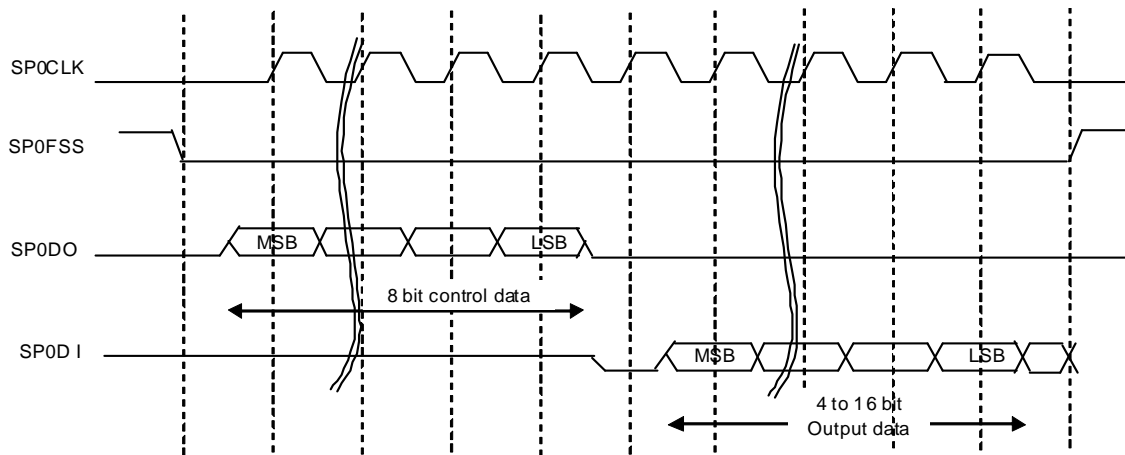 SP0CLK
SP0FSS
SP0DO
MSB
LSB
8 bit control data
SP0D I
MSB
LSB
4 to 16 bit
Output data